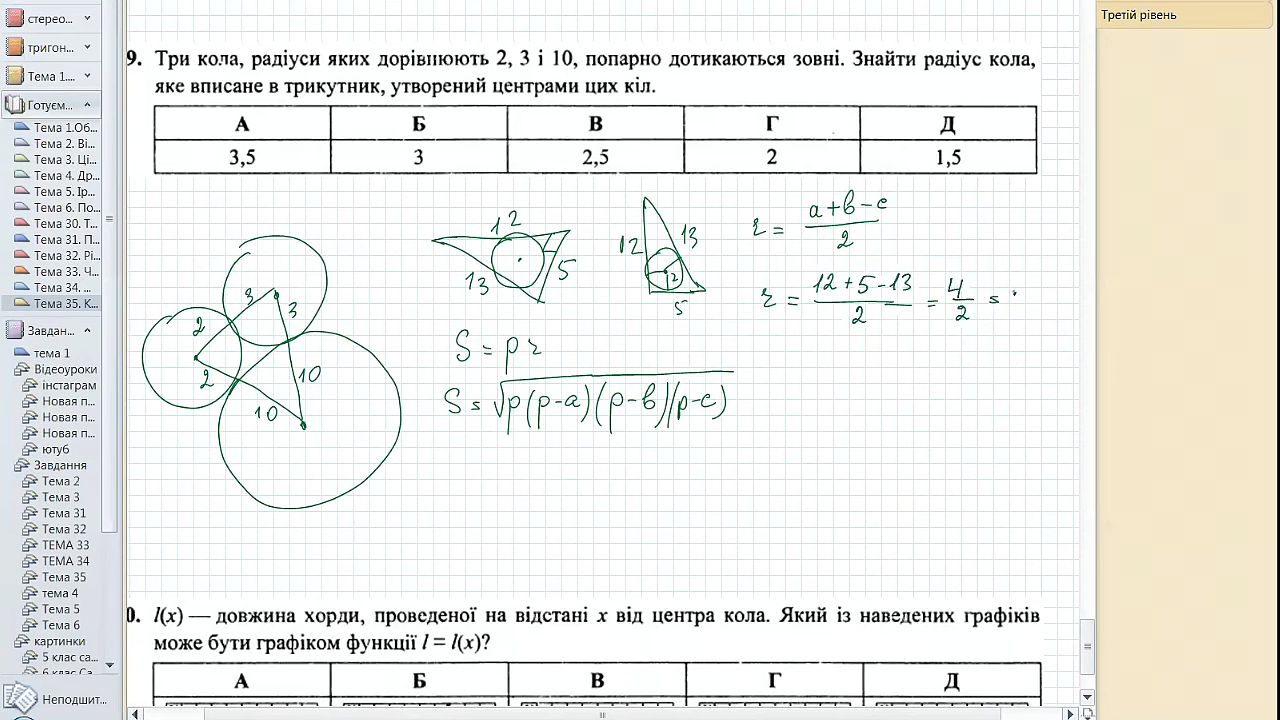 стерео...
тригон...
Тема 1....
Готуєм...
Тема 1.Об...
Тема 2. Ві...
Тема 3. Ці...
Тема 4. Др...
Тема 5. Ір...
Тема 6. По...
Тема 30. Т...
Тема 31. П...
Тема 32. Рі...
Тема 33. Ч...
Тема 34. ...
Тема 35. К...
Завдан...
тема 1
Відеоуроки
інстаграм
Новая п...
Новая п...
Новая п...
ютуб
Завдання
Тема 2
Тема 3
Тема 31
Тема 32
ТЕМА 33
ТЕМА 34
Тема 35
тема 4
Тема 5
Тема 6
картинки
5 клас са...
Неподшит...
Третій рівень
9. Три кола, радіуси яких дорівнюють 2, 3 і 10, попарно дотикаються зовні. Знайти радіус кола,
яке вписане в трикутник, утворений центрами цих кіл.
А Б В Г Д
3,5 3 2,5 2 1,5
3
3
2
2
10
10
12
13
5
12
13
2
5
r = a+b-c / 2
r = 12+5-13 / 2 = 4 / 2 =
S = pr
S = √p(p-a)(p-b)(p-c)
0. l(x) — довжина хорди, проведеної на відстані x від центра кола. Який із наведених графіків
може бути графіком функції l = l(x)?
А Б В Г Д